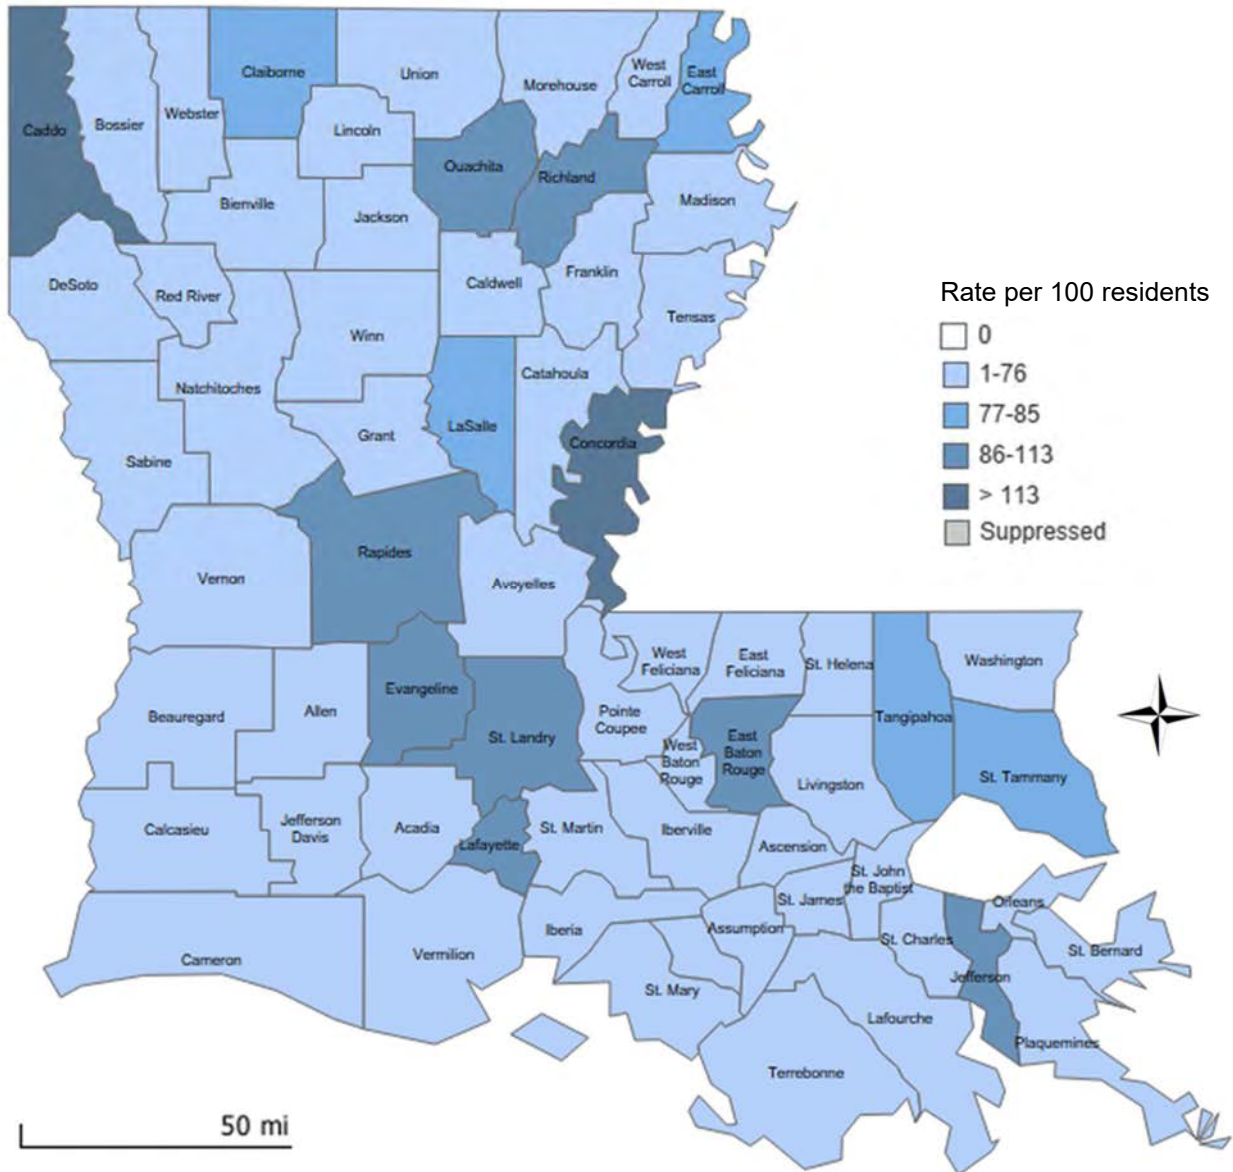 Claiborne
Union
Morehouse
West
Carroll
East
Carroll
Caddo
Bossier
Webster
Lincoln
Ouachita
Richland
Bienville
Jackson
Madison
DeSoto
Red River
Caldwell
Franklin
Winn
Tensas
Natchitoches
Catahoula
LaSalle
Grant
Concordia
Sabine
Rapides
Vernon
Avoyelles
West
Feliciana
East
Feliciana
St. Helena
Washington
Evangeline
Beauregard
Allen
Pointe
Coupee
Tangipahoa
St. Landry
West
Baton
Rouge
East
Baton
Rouge
Livingston
St. Tammany
Calcasieu
Jefferson
Davis
Acadia
Lafayette
St. Martin
Iberville
Ascension
St. John
the Baptist
St. James
Orleans
Assumption
Iberia
St. Charles
St. Bernard
Cameron
Vermilion
Jefferson
St. Mary
Lafourche
Plaquemines
Terrebonne
Rate per 100 residents
0
1-76
77-85
86-113
> 113
Suppressed
50 mi